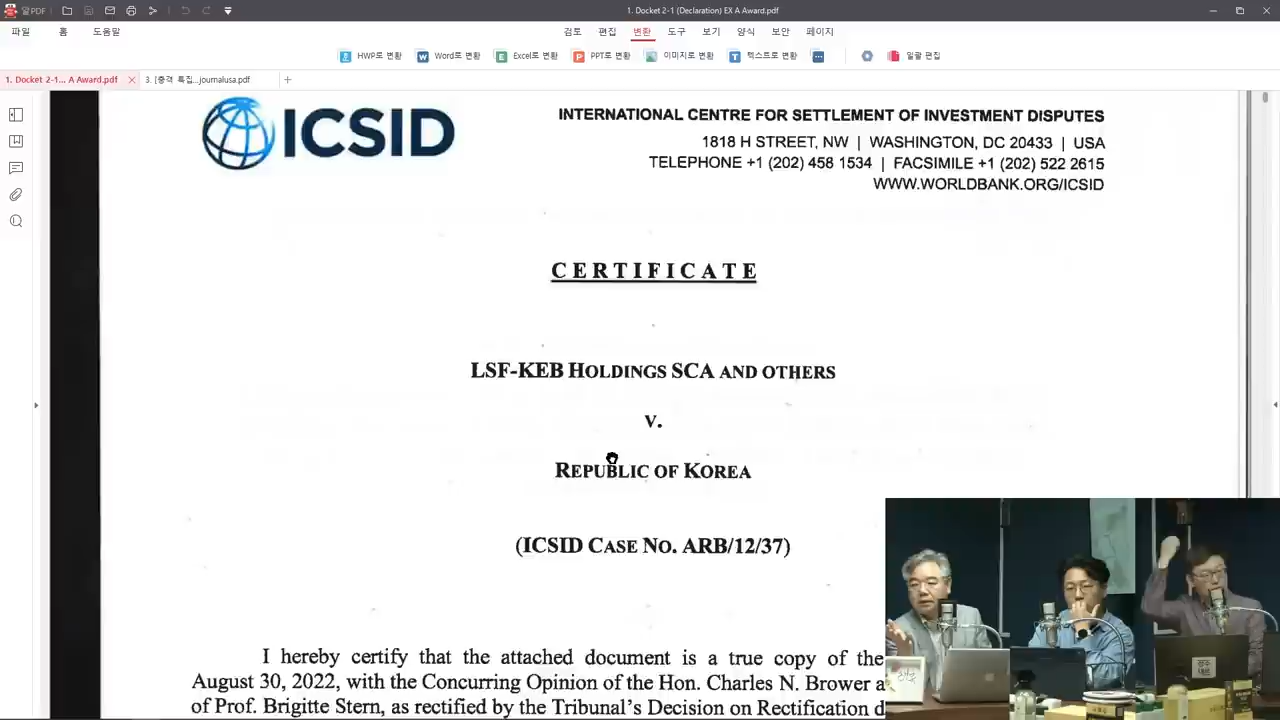 알PDF
1. Docket 2-1 (Declaration) EX A Award.pdf
파일 홈 도움말 검토 편집 변환 도구 보기 양식 보안 페이지
HWP로 변환 Word로 변환 Excel로 변환 PPT로 변환 이미지로 변환 텍스트로 변환 일괄 편집
1. Docket 2-1... A Award.pdf 3. [충격 특집...journalusa.pdf
ICSID
INTERNATIONAL CENTRE FOR SETTLEMENT OF INVESTMENT DISPUTES
1818 H STREET, NW | WASHINGTON, DC 20433 | USA
TELEPHONE +1 (202) 458 1534 | FACSIMILE +1 (202) 522 2615
WWW.WORLDBANK.ORG/ICSID
CERTIFICATE
LSF-KEB HOLDINGS SCA AND OTHERS
V.
REPUBLIC OF KOREA
(ICSID CASE NO. ARB/12/37)
I hereby certify that the attached document is a true copy of the
August 30, 2022, with the Concurring Opinion of the Hon. Charles N. Brower a
of Prof. Brigitte Stern, as rectified by the Tribunal's Decision on Rectification d